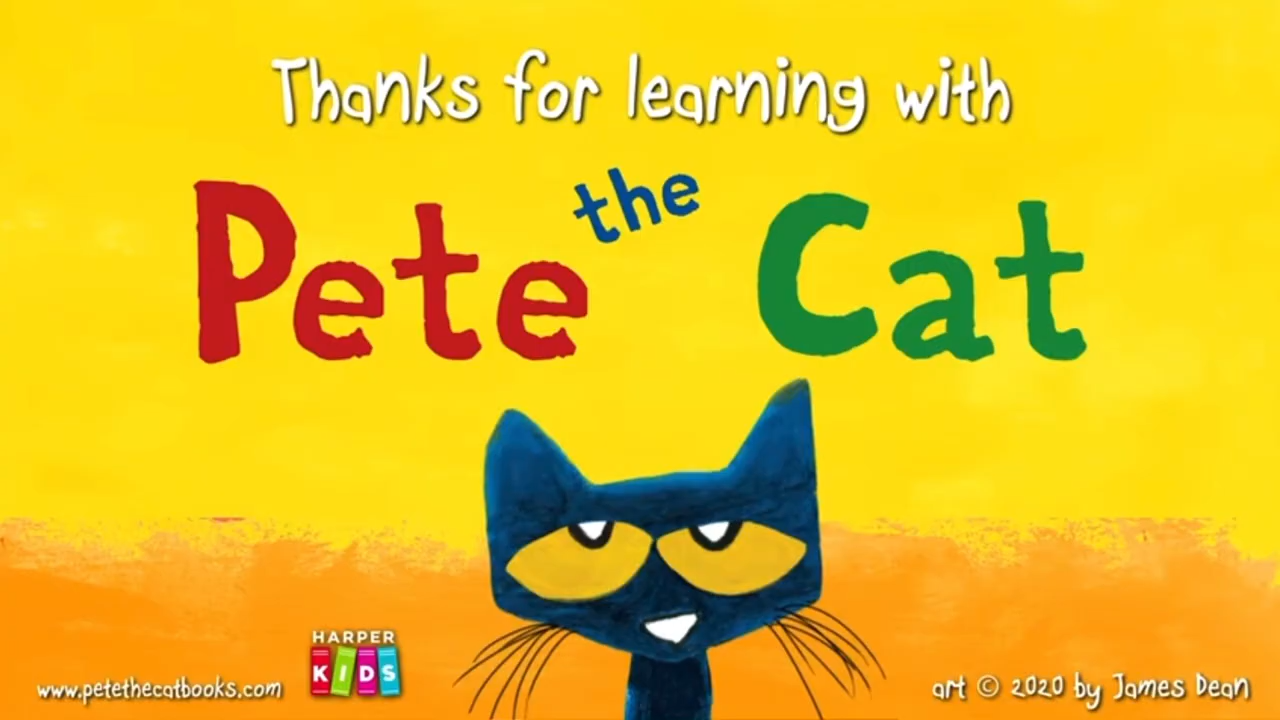 Thanks for learning with
Pete the Cat
HARPER
KIDS
www.petethecatbooks.com
art © 2020 by James Dean